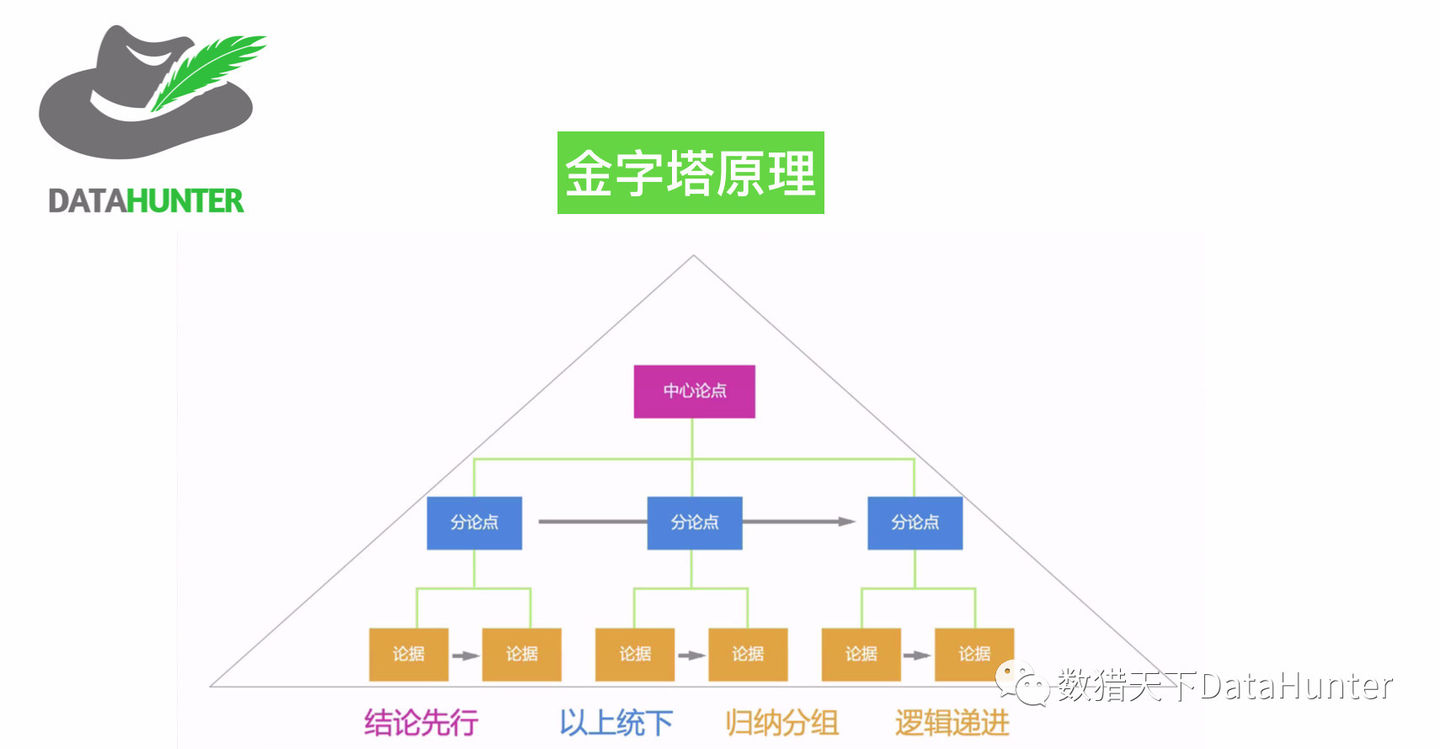 DATAHUNTER
金字塔原理
中心论点
分论点 分论点 分论点
论据 论据 论据 论据 论据 论据
数猎天下DataHunter
结论先行 以上统下 归纳分组 逻辑递进